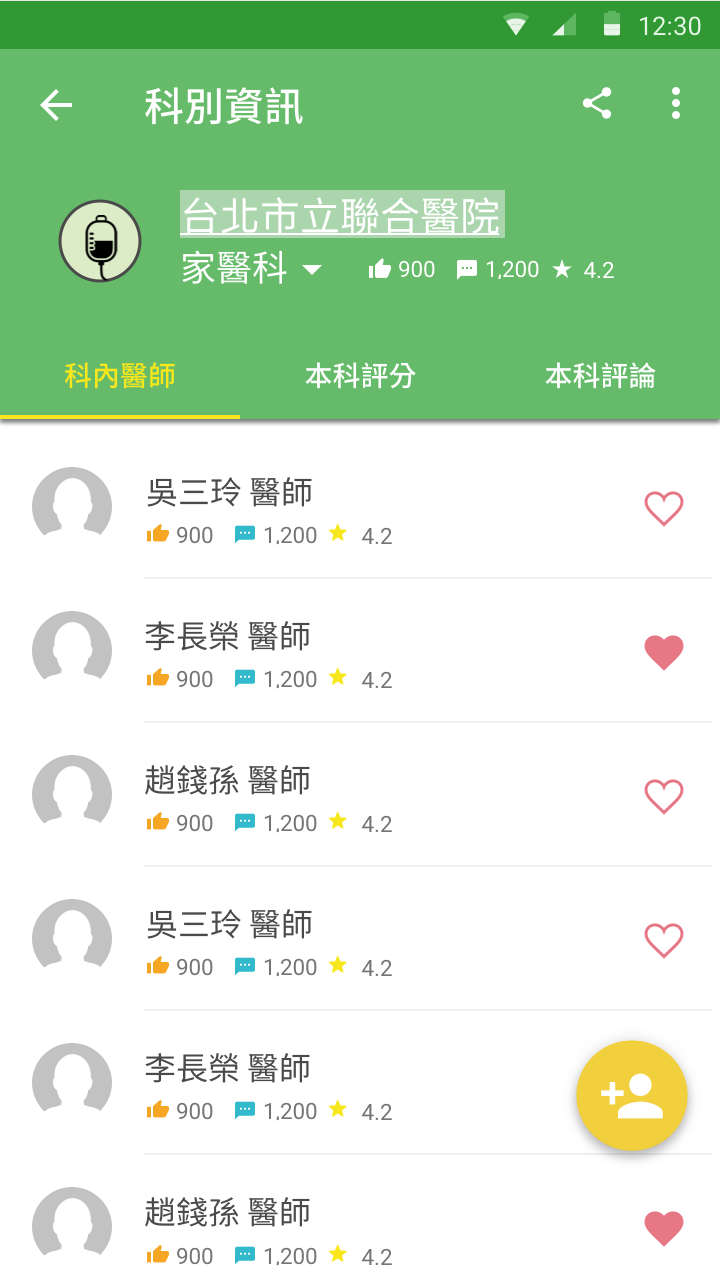 12:30
科別資訊
台北市立聯合醫院
家醫科 900 1,200 4.2
科內醫師 本科評分 本科評論
吳三玲 醫師
900 1,200 4.2
李長榮 醫師
900 1,200 4.2
趙錢孫 醫師
900 1,200 4.2
吳三玲 醫師
900 1,200 4.2
李長榮 醫師
900 1,200 4.2
趙錢孫 醫師
900 1,200 4.2